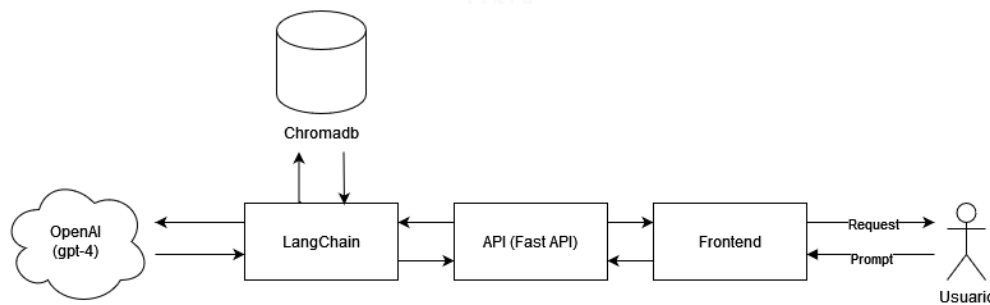 Chromadb
OpenAI
(gpt-4)
LangChain
API (Fast API)
Frontend
Request
Prompt
Usuario